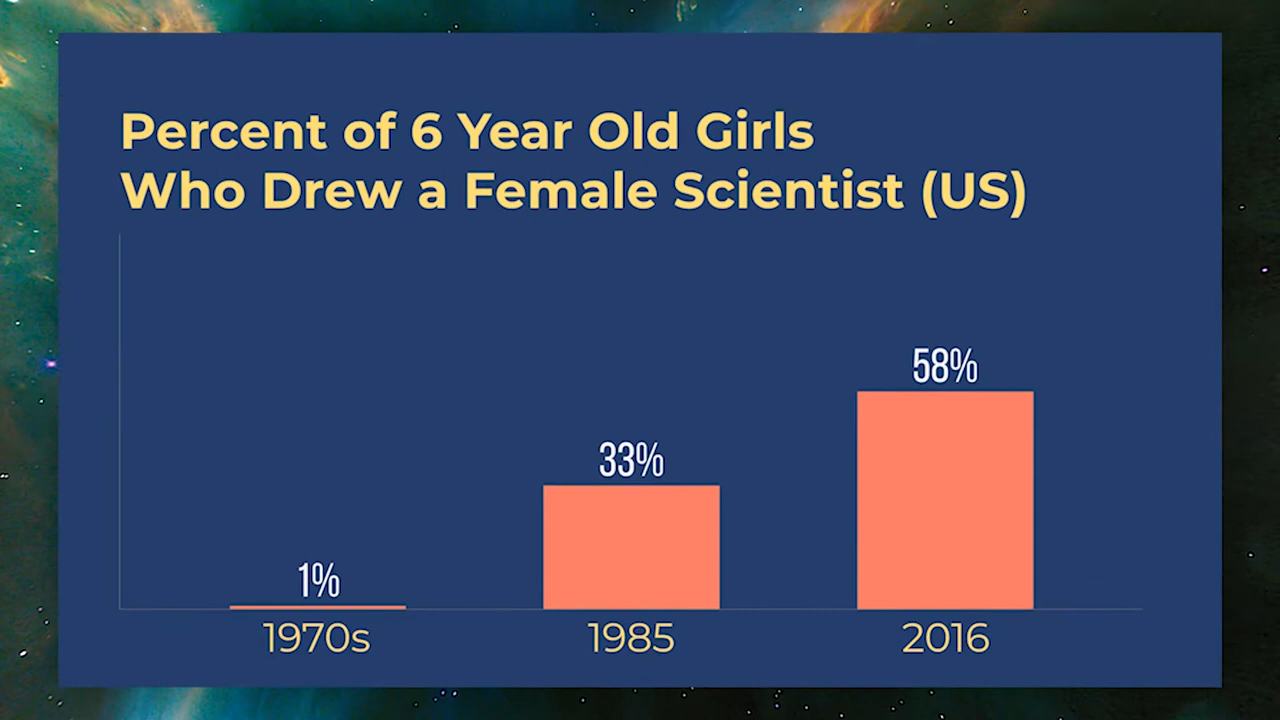 Percent of 6 Year Old Girls
Who Drew a Female Scientist (US)
58%
33%
1%
1970s 1985 2016